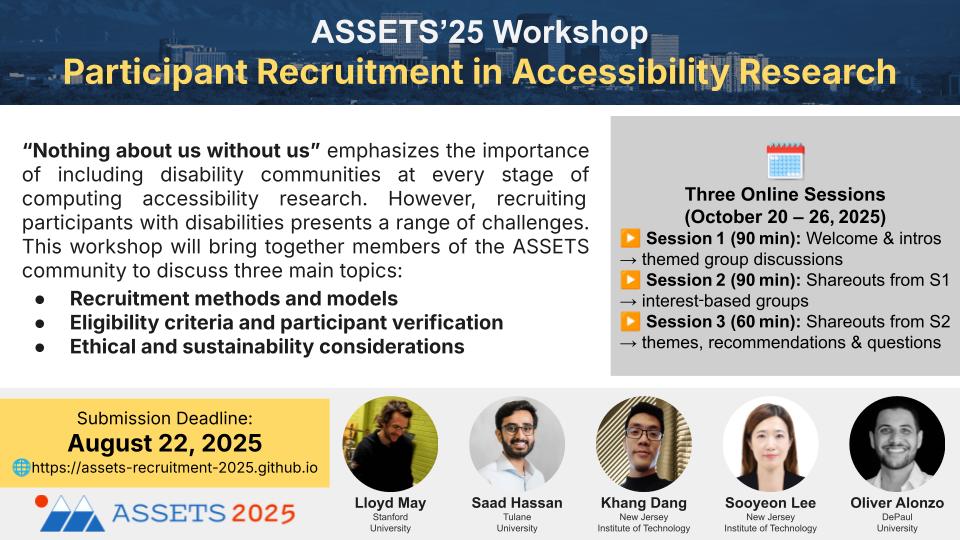 ASSETS’25 Workshop
Participant Recruitment in Accessibility Research
“Nothing about us without us” emphasizes the importance
of including disability communities at every stage of
computing accessibility research. However, recruiting
participants with disabilities presents a range of challenges.
This workshop will bring together members of the ASSETS
community to discuss three main topics:
● Recruitment methods and models
● Eligibility criteria and participant verification
● Ethical and sustainability considerations
Three Online Sessions
(October 20 – 26, 2025)
▶️ Session 1 (90 min): Welcome & intros
→ themed group discussions
▶️ Session 2 (90 min): Shareouts from S1
→ interest-based groups
▶️ Session 3 (60 min): Shareouts from S2
→ themes, recommendations & questions
Submission Deadline:
August 22, 2025
🌐https://assets-recruitment-2025.github.io
ASSETS 2025
Lloyd May
Stanford
University
Saad Hassan
Tulane
University
Khang Dang
New Jersey
Institute of Technology
Sooyeon Lee
New Jersey
Institute of Technology
Oliver Alonzo
DePaul
University